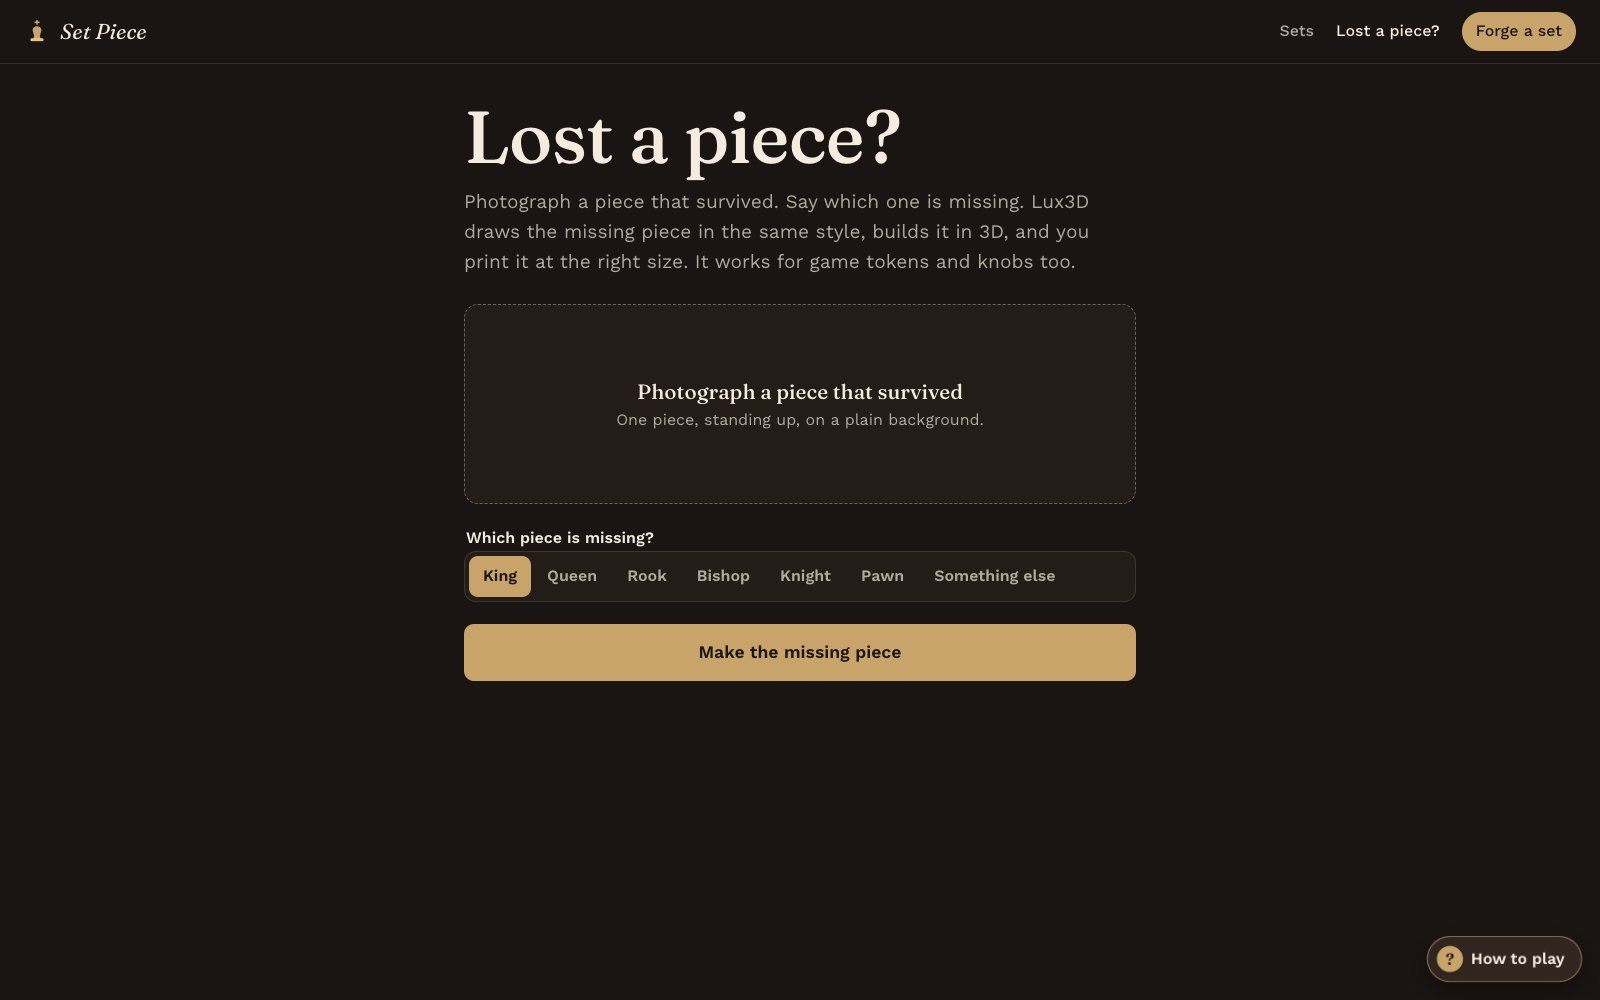 Set Piece
Sets
Lost a piece?
Forge a set
Lost a piece?
Photograph a piece that survived. Say which one is missing. Lux3D
draws the missing piece in the same style, builds it in 3D, and you
print it at the right size. It works for game tokens and knobs too.
Photograph a piece that survived
One piece, standing up, on a plain background.
Which piece is missing?
King Queen Rook Bishop Knight Pawn Something else
Make the missing piece
? How to play